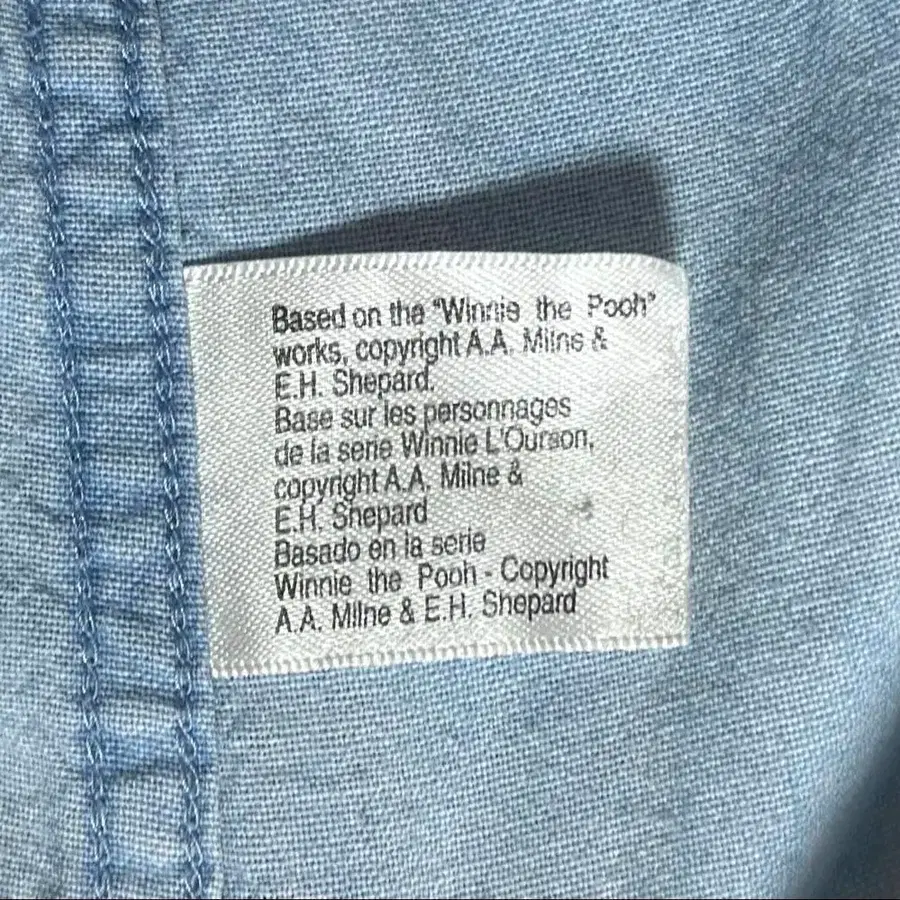 Based on the "Winnie the Pooh"
works, copyright A.A. Milne &
E.H. Shepard.
Base sur les personnages
de la serie Winnie L'Ourson,
copyright A.A. Milne &
E.H. Shepard
Basado en la serie
Winnie the Pooh - Copyright
A.A. Milne & E.H. Shepard